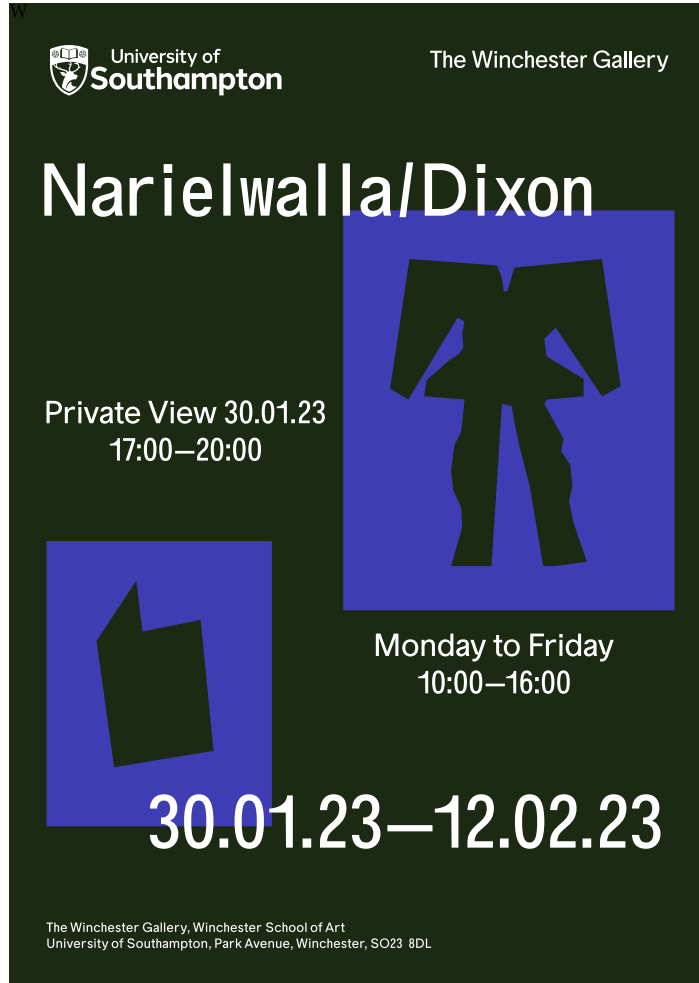 W
University of
Southampton
The Winchester Gallery
Narielwalla/Dixon
Private View 30.01.23
17:00—20:00
Monday to Friday
10:00—16:00
30.01.23—12.02.23
The Winchester Gallery, Winchester School of Art
University of Southampton, Park Avenue, Winchester, SO23 8DL